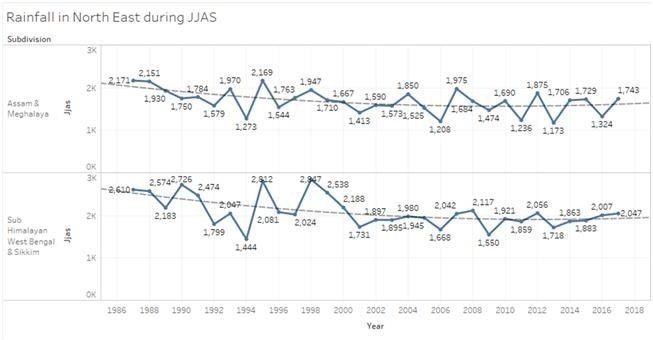 Rainfall in North East during JJAS
Subdivision
Assam &
Meghalaya
Jjas
3K
2K
1K
0K
2,171 2,151 1,930 1,750 1,784 1,579 1,970 1,273 2,169 1,544 1,763 1,947 1,710 1,667 1,413 1,590 1,573 1,850 1,525 1,208 1,975 1,684 1,474 1,690 1,236 1,875 1,173 1,706 1,729 1,324 1,743
Sub
Himalayan
West Bengal
& Sikkim
Jjas
3K
2K
1K
0K
2,610 2,574 2,183 2,726 2,474 1,799 2,047 1,444 2,081 2,024 2,538 2,188 1,731 1,897 1,895 1,980 1,945 1,668 2,042 2,117 1,550 1,921 1,859 2,056 1,718 1,863 1,883 2,007 2,047
1986 1988 1990 1992 1994 1996 1998 2000 2002 2004 2006 2008 2010 2012 2014 2016 2018
Year